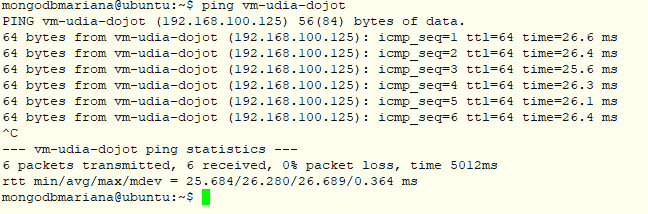 mongodbmariana@ubuntu:~$ ping vm-udia-dojot
PING vm-udia-dojot (192.168.100.125) 56(84) bytes of data.
64 bytes from vm-udia-dojot (192.168.100.125): icmp_seq=1 ttl=64 time=26.6 ms
64 bytes from vm-udia-dojot (192.168.100.125): icmp_seq=2 ttl=64 time=26.4 ms
64 bytes from vm-udia-dojot (192.168.100.125): icmp_seq=3 ttl=64 time=25.6 ms
64 bytes from vm-udia-dojot (192.168.100.125): icmp_seq=4 ttl=64 time=26.3 ms
64 bytes from vm-udia-dojot (192.168.100.125): icmp_seq=5 ttl=64 time=26.1 ms
64 bytes from vm-udia-dojot (192.168.100.125): icmp_seq=6 ttl=64 time=26.4 ms
^C
--- vm-udia-dojot ping statistics ---
6 packets transmitted, 6 received, 0% packet loss, time 5012ms
rtt min/avg/max/mdev = 25.684/26.280/26.689/0.364 ms
mongodbmariana@ubuntu:~$